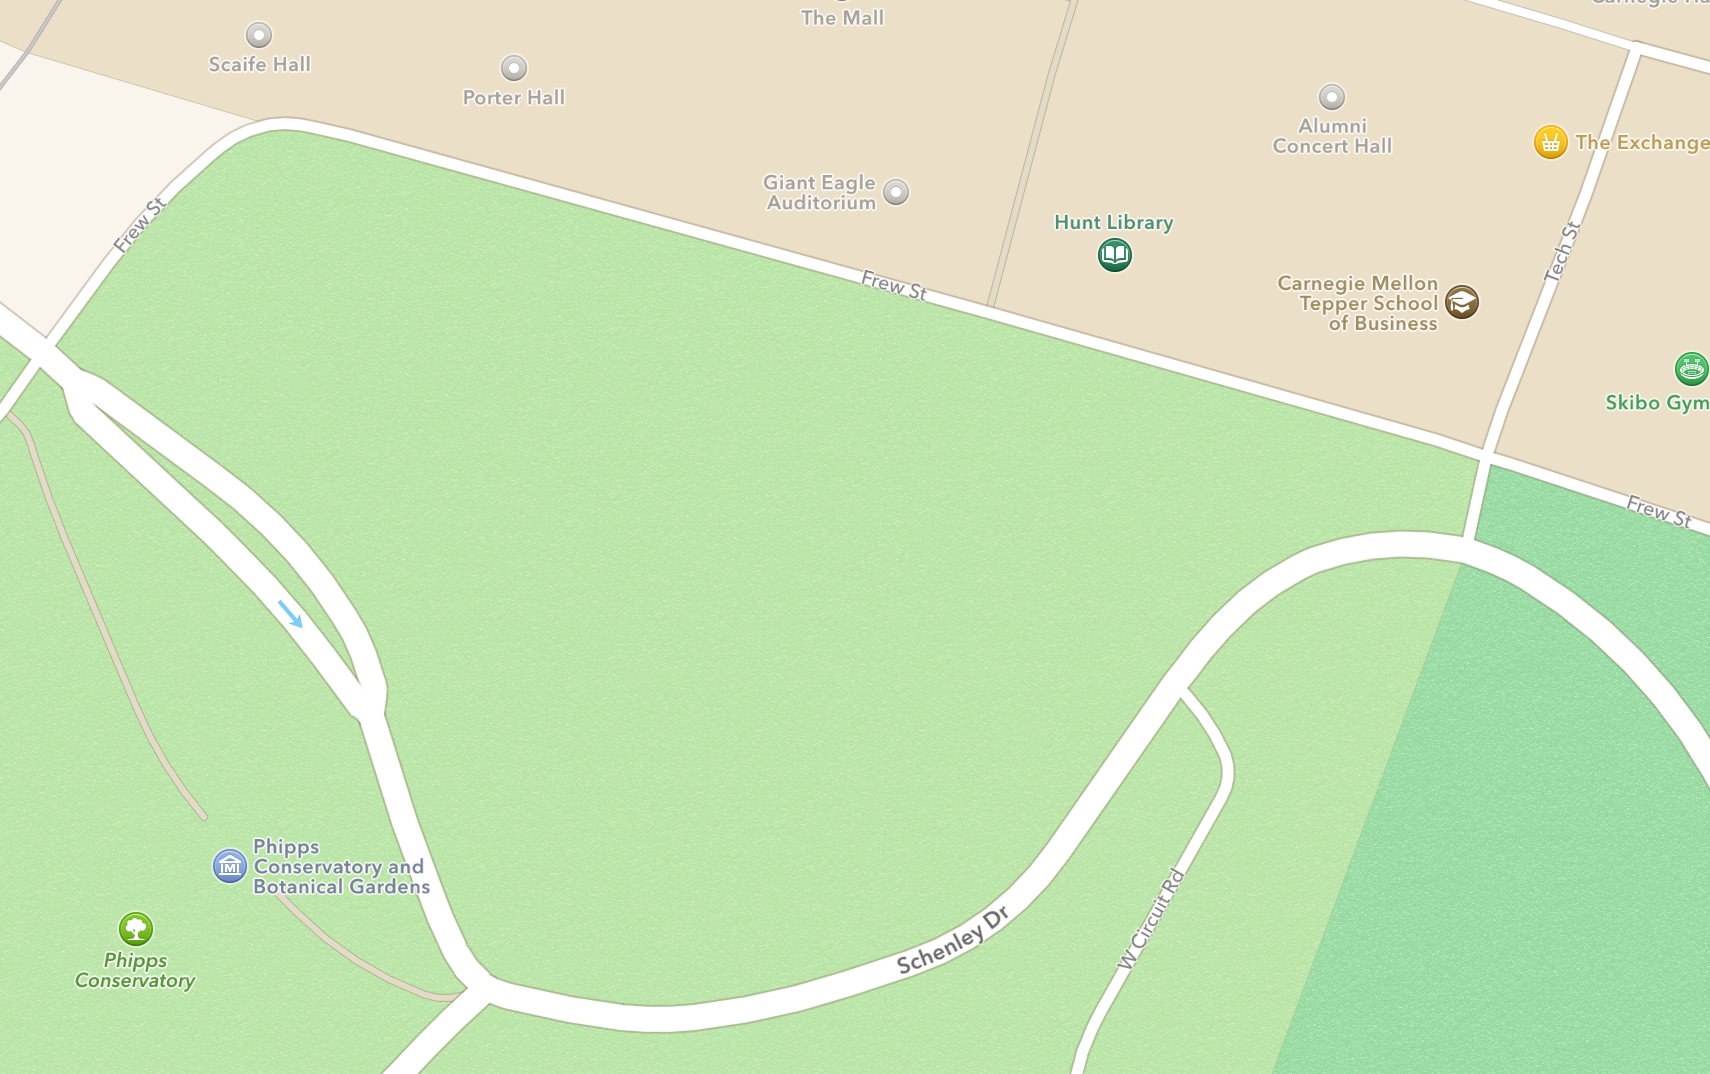 The Mall
Scaife Hall
Porter Hall
Alumni
Concert Hall
The Exchange
Giant Eagle
Auditorium
Hunt Library
Frew St
Frew St
Tech St
Carnegie Mellon
Tepper School
of Business
Skibo Gym
Frew St
Phipps
Conservatory and
Botanical Gardens
Phipps
Conservatory
Schenley Dr
W Circuit Rd